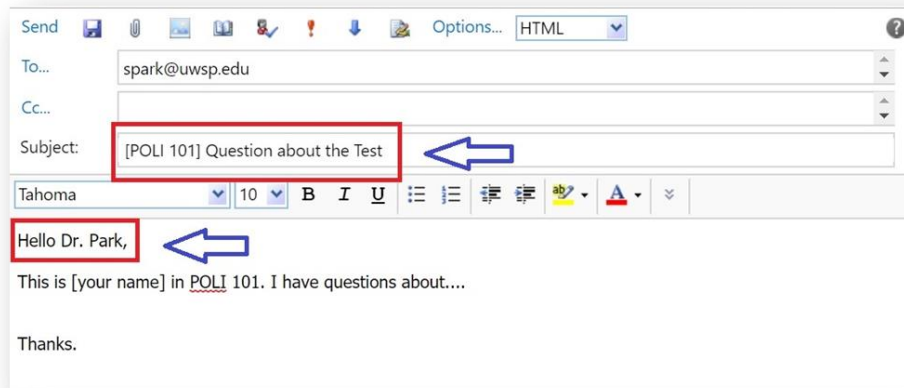 Send Options... HTML
To... spark@uwsp.edu
Cc...
Subject: [POLI 101] Question about the Test
Tahoma 10 B I U ab A
Hello Dr. Park,
This is [your name] in POLI 101. I have questions about....
Thanks.